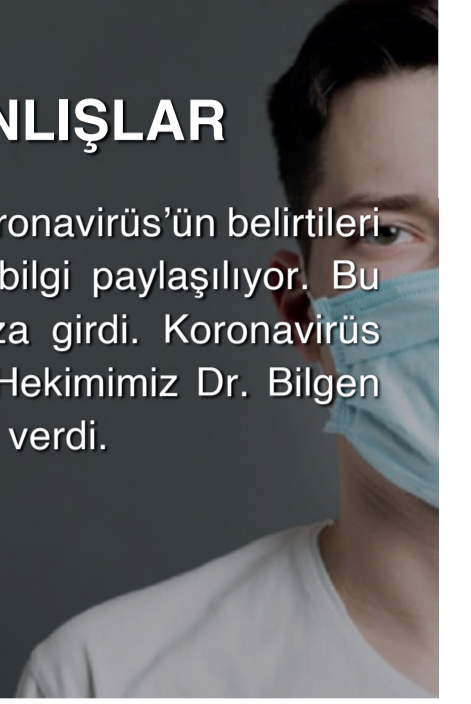 NLIŞLAR
ronavirüs'ün belirtileri
bilgi paylaşılıyor. Bu
za girdi. Koronavirüs
Hekimimiz Dr. Bilgen
verdi.